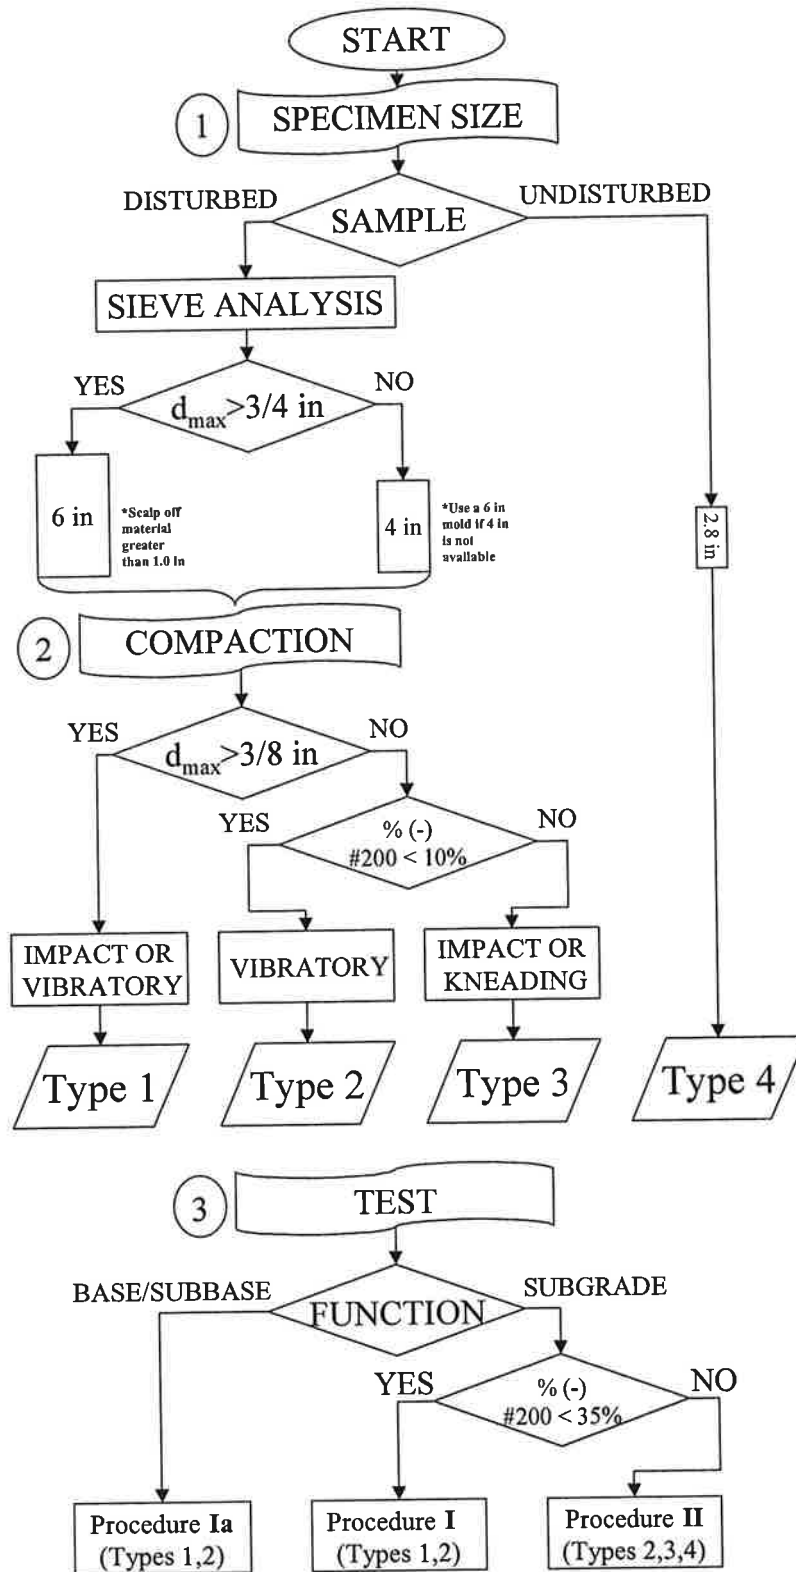 START
1
SPECIMEN SIZE
DISTURBED
SAMPLE
UNDISTURBED
SIEVE ANALYSIS
YES
d_max>3/4 in
NO
6 in
*Scalp off
material
greater
than 1.0 in
4 in
*Use a 6 in
mold if 4 in
is not
available
2.8 in
2
COMPACTION
YES
d_max>3/8 in
NO
YES
% (-)
#200 < 10%
NO
IMPACT OR
VIBRATORY
VIBRATORY
IMPACT OR
KNEADING
Type 1
Type 2
Type 3
Type 4
3
TEST
BASE/SUBBASE
FUNCTION
SUBGRADE
YES
% (-)
#200 < 35%
NO
Procedure Ia
(Types 1,2)
Procedure I
(Types 1,2)
Procedure II
(Types 2,3,4)